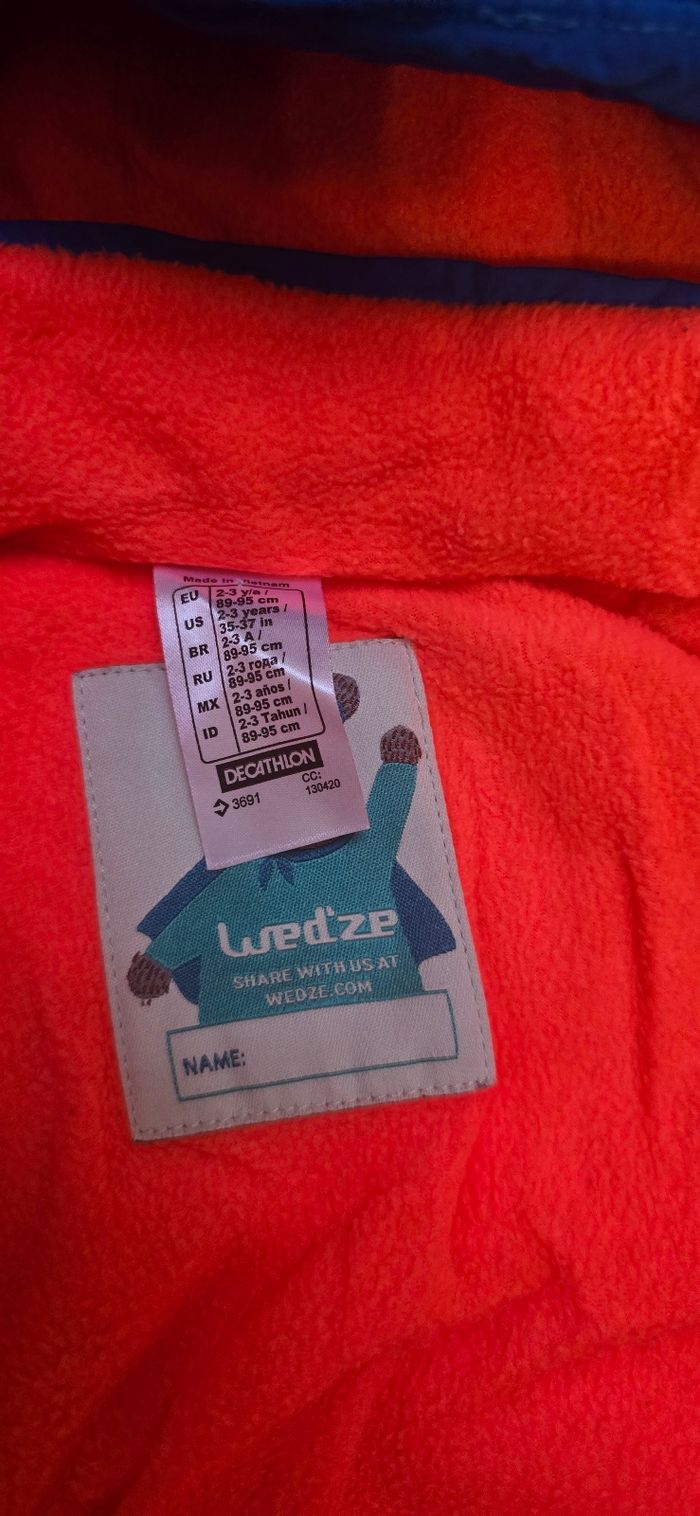 Made in Vietnam
EU 2-3 y/a /
89-95 cm
US 2-3 years /
35-37 in
BR 2-3 A /
89-95 cm
RU 2-3 года /
89-95 cm
MX 2-3 años /
89-95 cm
ID 2-3 Tahun /
89-95 cm
DECATHLON
3691 CC:
130420
Wed'ze
SHARE WITH US AT
WEDZE.COM
NAME: